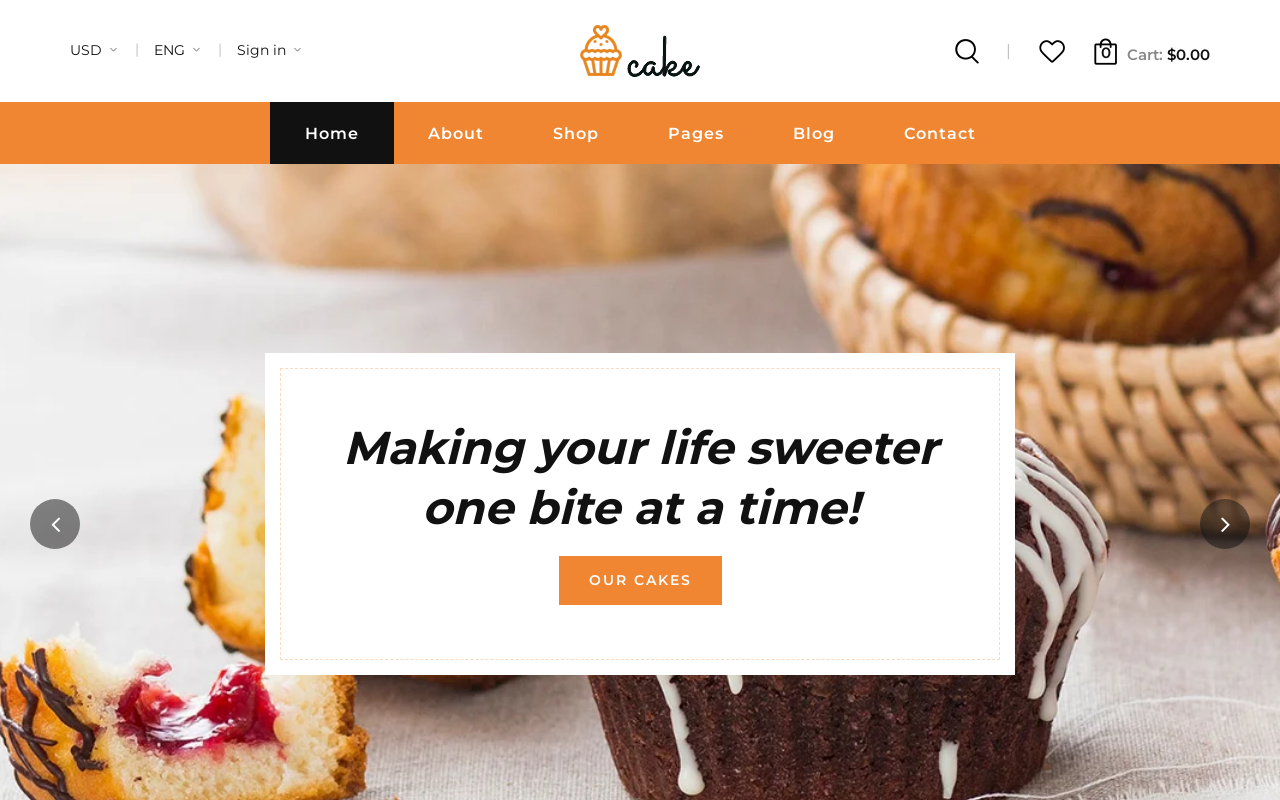 USD
ENG
Sign in
cake
0
Cart: $0.00
Home
About
Shop
Pages
Blog
Contact
Making your life sweeter
one bite at a time!
OUR CAKES